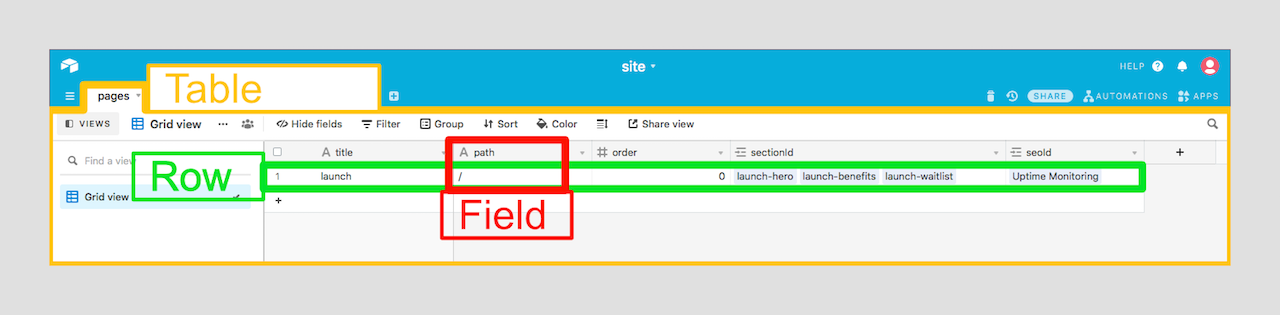 site
HELP
pages
Table
SHARE
AUTOMATIONS
APPS
VIEWS
Grid view
Hide fields
Filter
Group
Sort
Color
Share view
Find a view
A title
A path
order
sectionId
seoId
+
Row
1
launch
/
0
launch-hero
launch-benefits
launch-waitlist
Uptime Monitoring
Grid view
+
Field